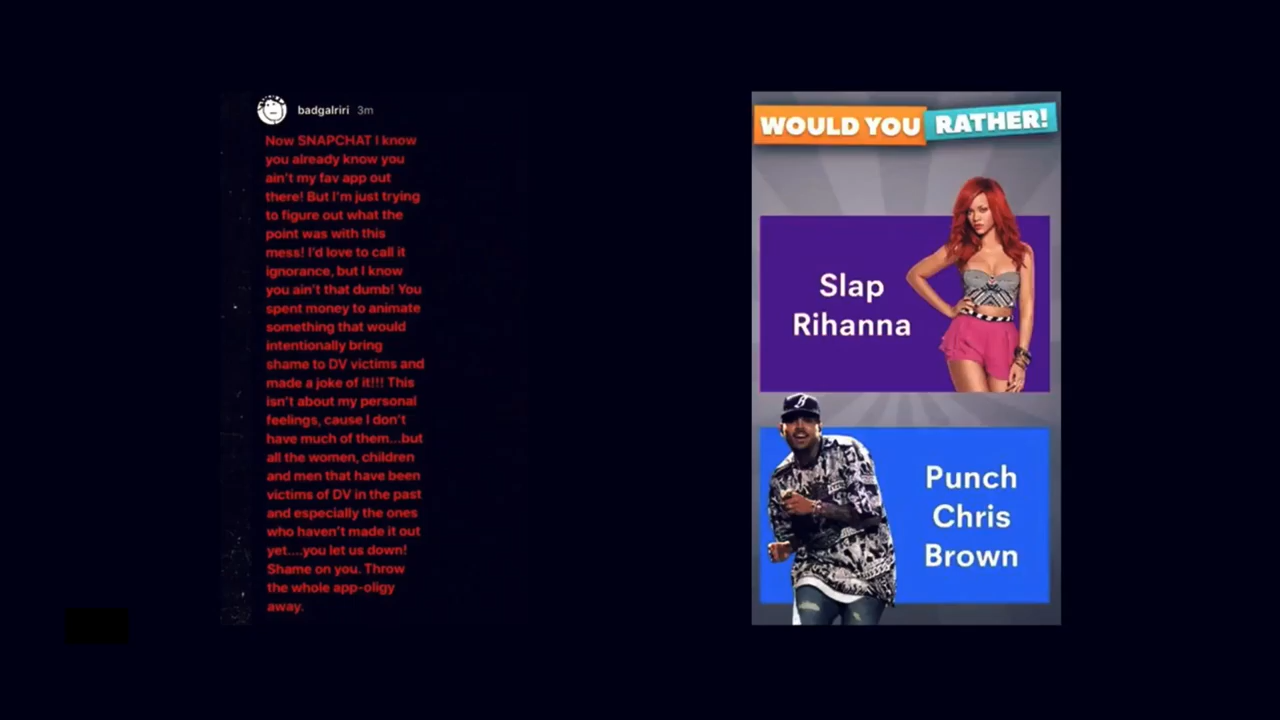 badgalriri 3m
Now SNAPCHAT I know
you already know you
ain't my fav app out
there! But I'm just trying
to figure out what the
point was with this
mess! I'd love to call it
ignorance, but I know
you ain't that dumb! You
spent money to animate
something that would
intentionally bring
shame to DV victims and
made a joke of it!!! This
isn't about my personal
feelings, cause I don't
have much of them...but
all the women, children
and men that have been
victims of DV in the past
and especially the ones
who haven't made it out
yet....you let us down!
Shame on you. Throw
the whole app-oligy
away.
WOULD YOU RATHER!
Slap
Rihanna
Punch
Chris
Brown